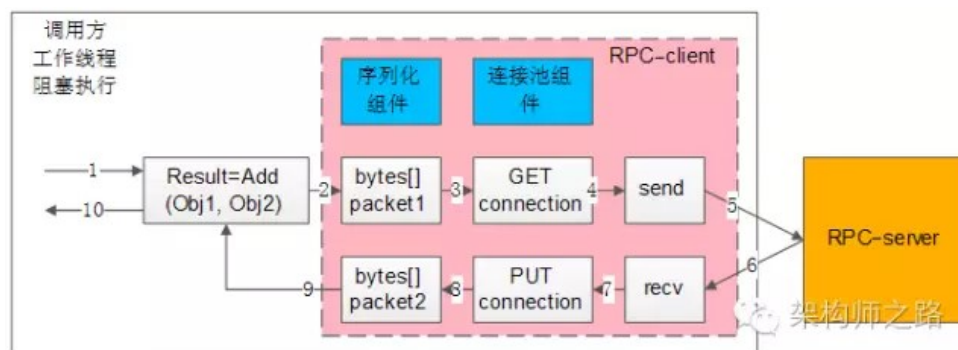 调用方
工作线程
阻塞执行
RPC-client
序列化
组件
连接池组
件
1
10
Result=Add
(Obj1, Obj2)
2
bytes[]
packet1
3
GET
connection
4
send
5
RPC-server
6
recv
7
PUT
connection
8
bytes[]
packet2
9
架构师之路